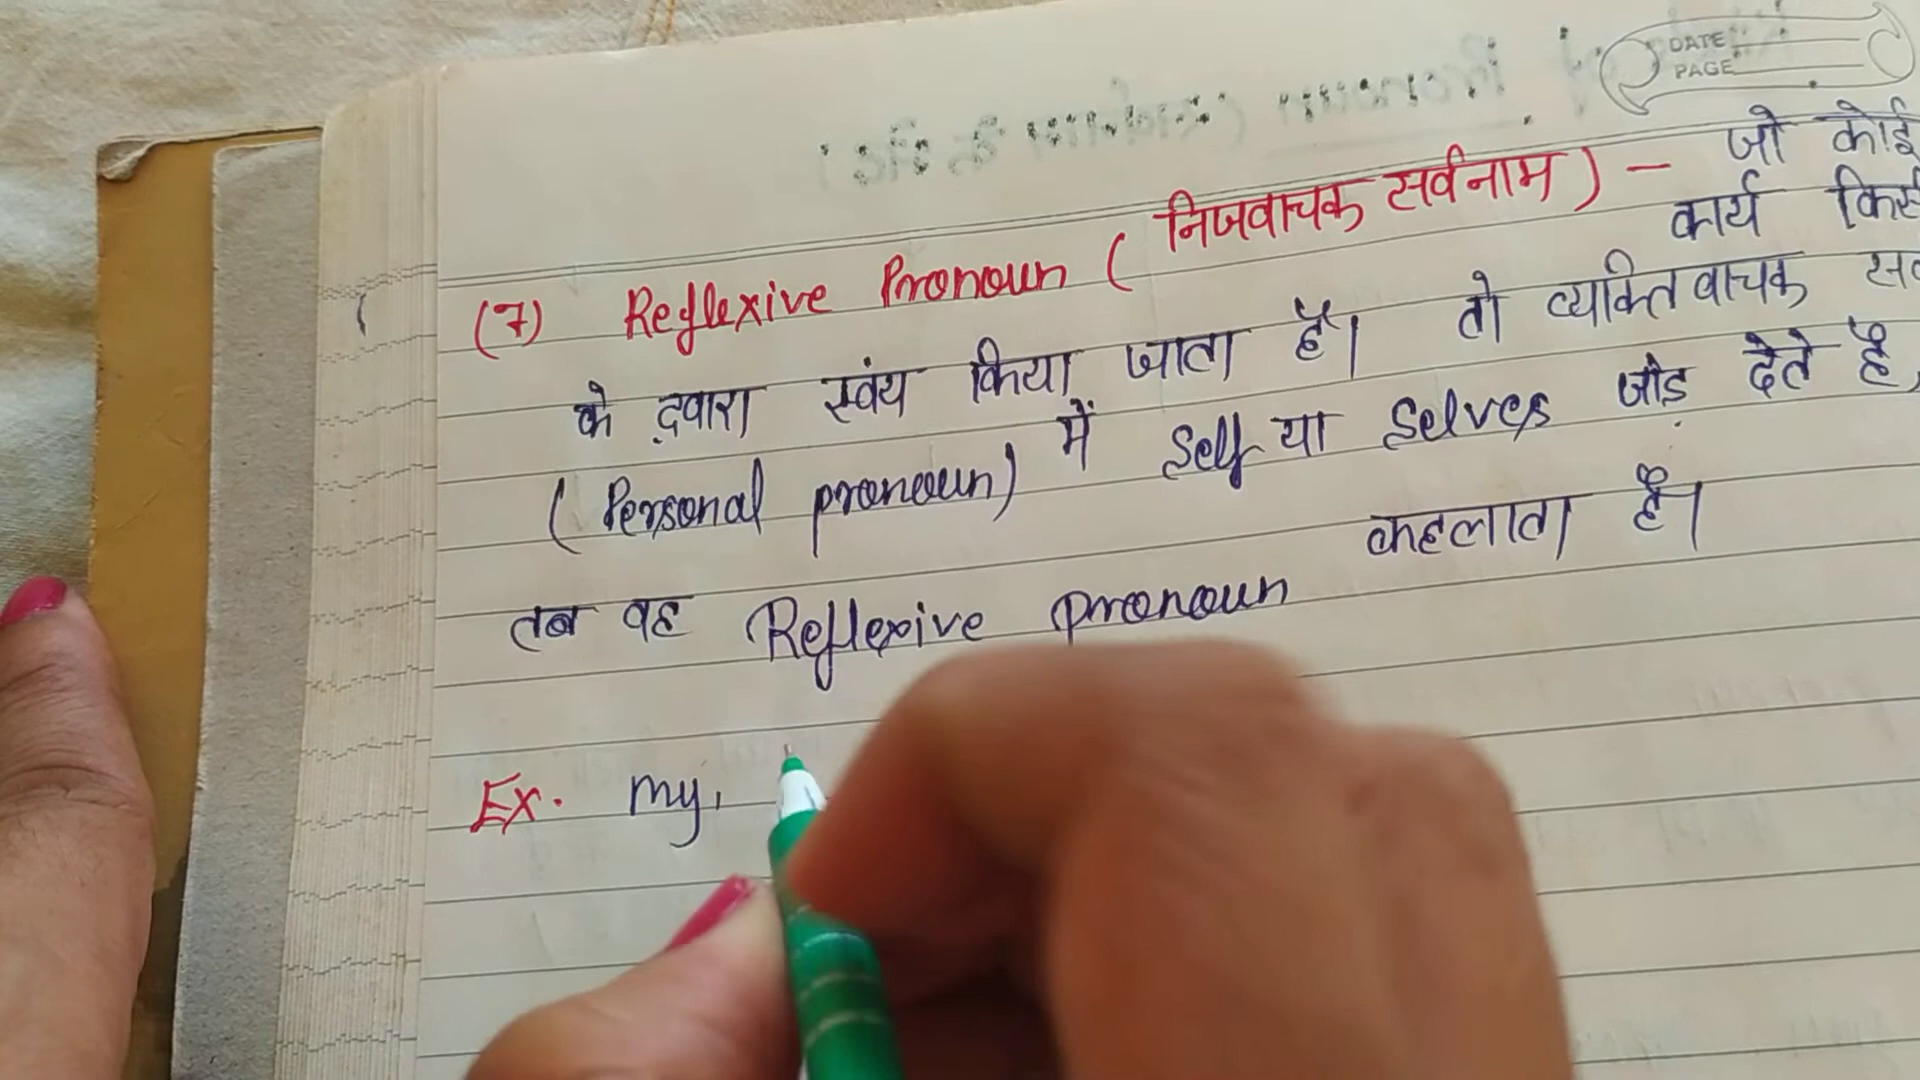 DATE
PAGE
(7) Reflexive Pronoun ( निजवाचक सर्वनाम ) - जो कोई
कार्य
के द्वारा स्वंय किया जाता है। तो व्यक्तिवाचक
( Personal pronoun) में self या selves जोड़ देते है,
तब वह Reflexive pronoun कहलाता है।
Ex. my,